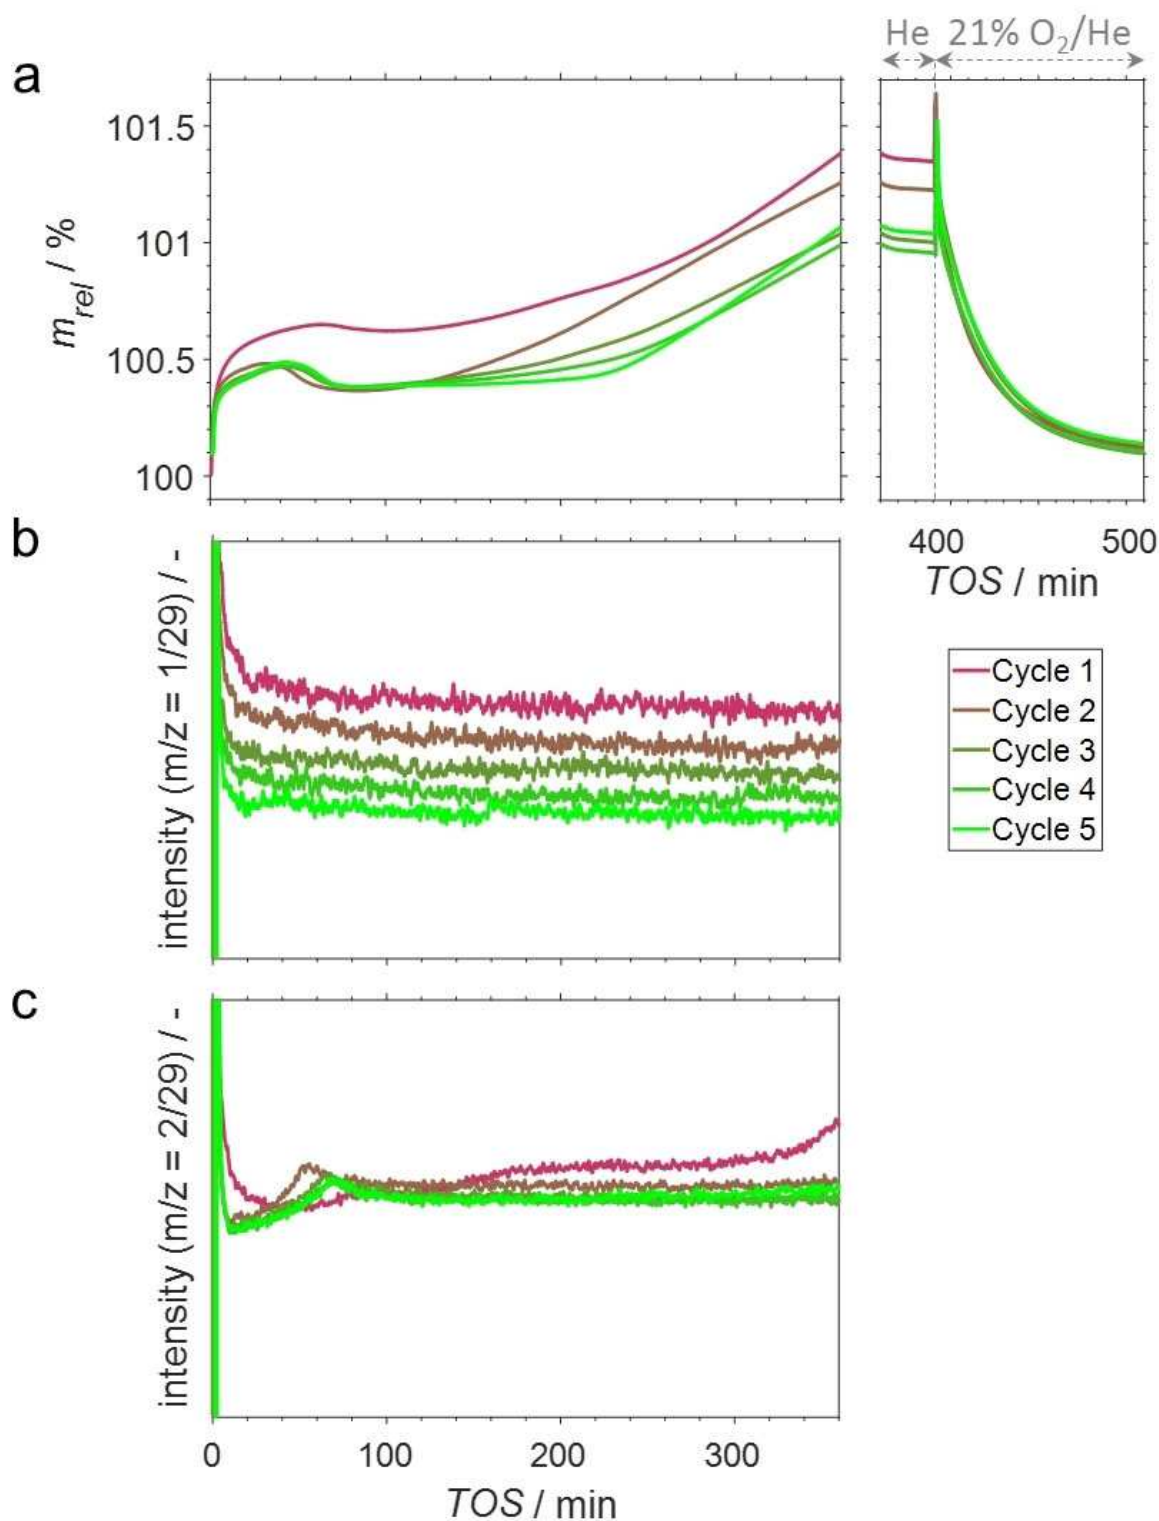 He 21% O₂/He
a
101.5
101
100.5
100
m_rel / %
400 500
TOS / min
b
intensity (m/z = 1/29) / -
Cycle 1
Cycle 2
Cycle 3
Cycle 4
Cycle 5
c
intensity (m/z = 2/29) / -
0 100 200 300
TOS / min